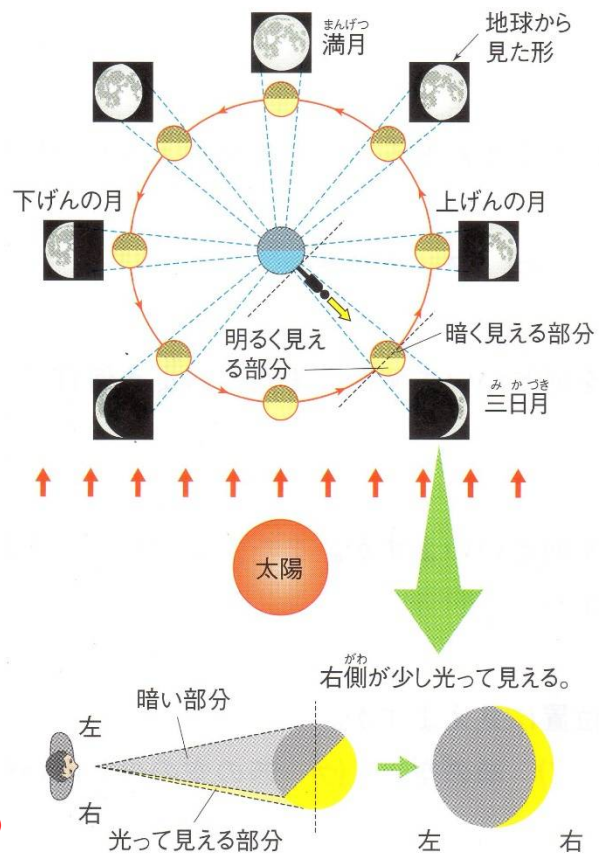 まんげつ
満月
地球から
見た形
下げんの月
上げんの月
明るく見え
る部分
暗く見える部分
みかづき
三日月
太陽
がわ
右側が少し光って見える。
暗い部分
左
右
光って見える部分
左
右